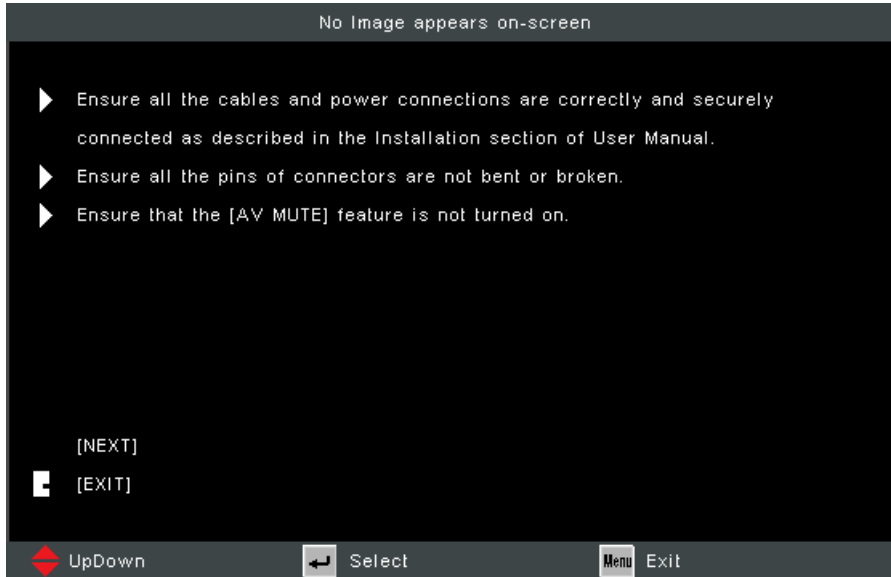 No Image appears on-screen
Ensure all the cables and power connections are correctly and securely
connected as described in the Installation section of User Manual.
Ensure all the pins of connectors are not bent or broken.
Ensure that the [AV MUTE] feature is not turned on.
[NEXT]
[EXIT]
UpDown Select Menu Exit